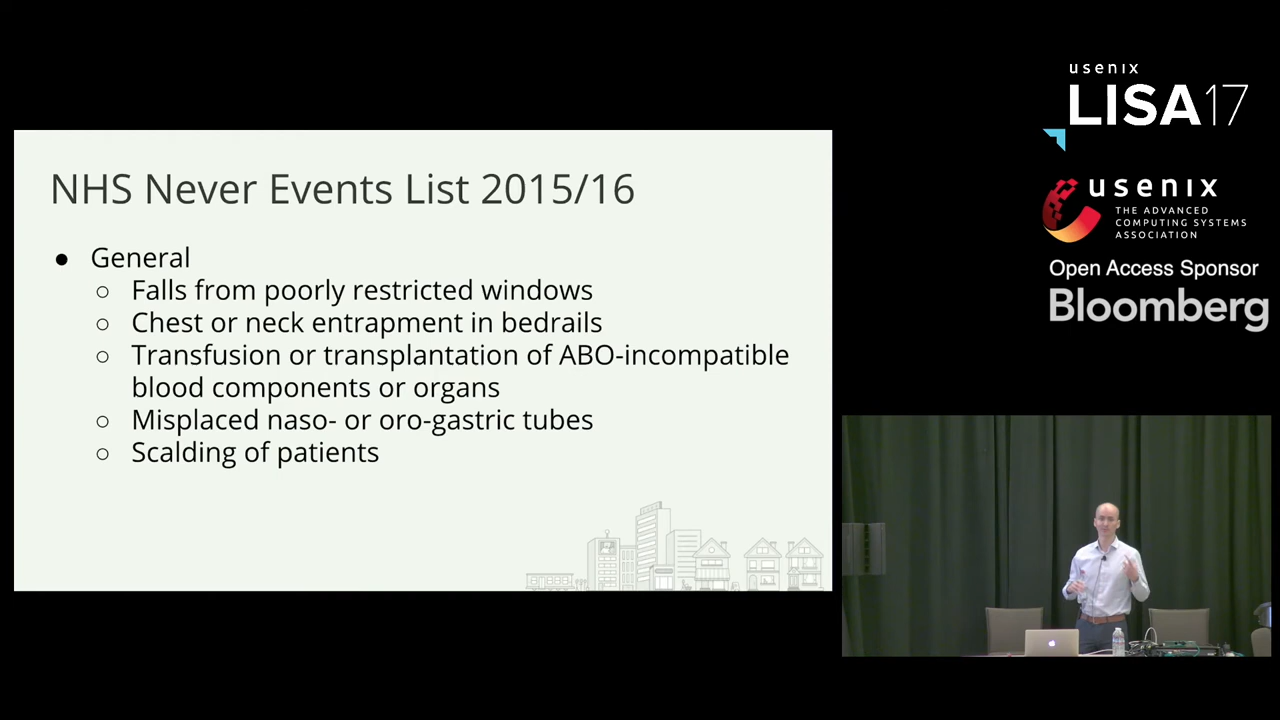 usenix
LISA17
usenix
THE ADVANCED
COMPUTING SYSTEMS
ASSOCIATION
Open Access Sponsor
Bloomberg
NHS Never Events List 2015/16
● General
○ Falls from poorly restricted windows
○ Chest or neck entrapment in bedrails
○ Transfusion or transplantation of ABO-incompatible
blood components or organs
○ Misplaced naso- or oro-gastric tubes
○ Scalding of patients